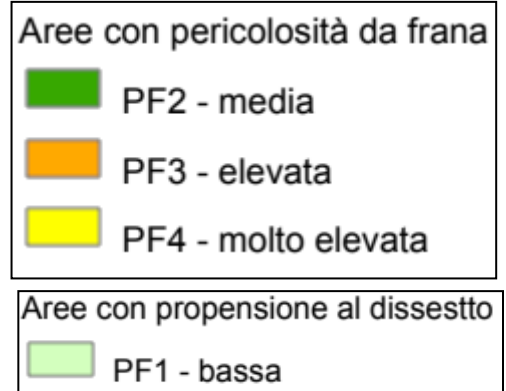 Aree con pericolosità da frana
PF2 - media
PF3 - elevata
PF4 - molto elevata
Aree con propensione al dissestto
PF1 - bassa